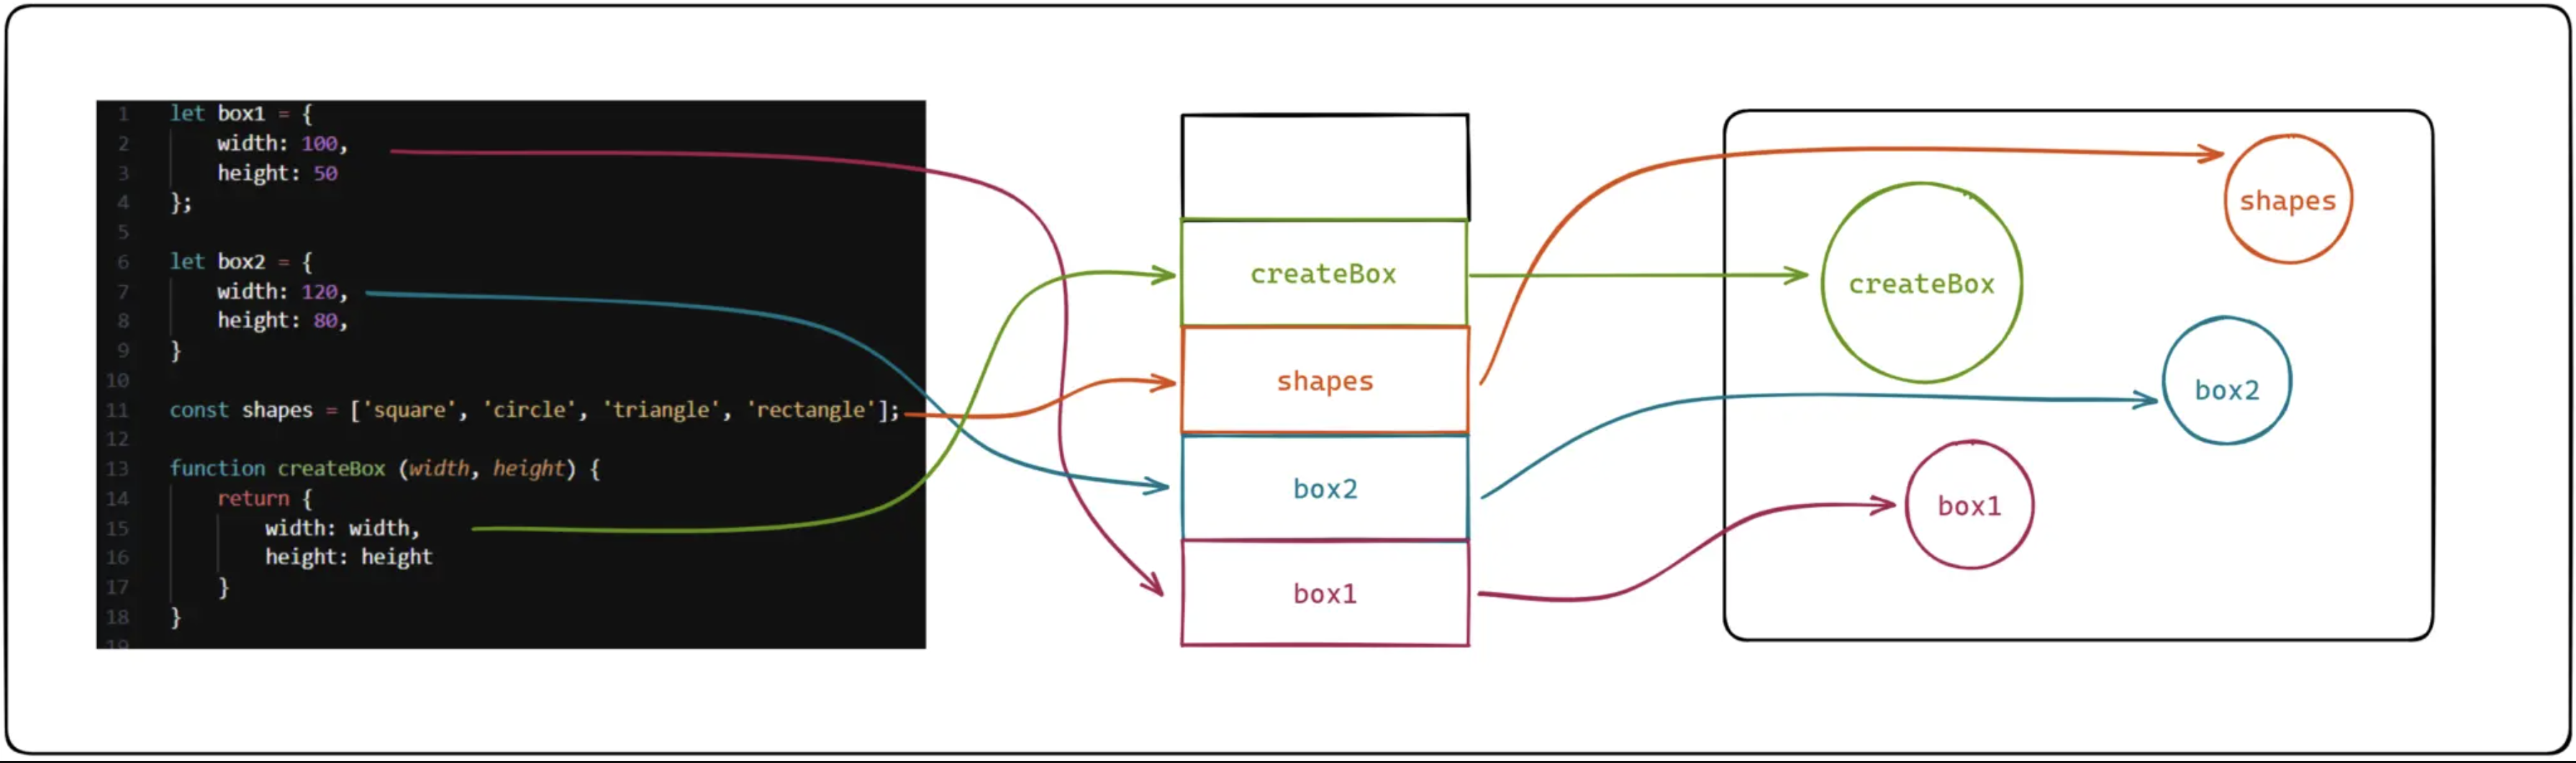 1 let box1 = {
2 width: 100,
3 height: 50
4 };
5
6 let box2 = {
7 width: 120,
8 height: 80,
9 }
10
11 const shapes = ['square', 'circle', 'triangle', 'rectangle'];
12
13 function createBox (width, height) {
14 return {
15 width: width,
16 height: height
17 }
18 }
19
createBox
shapes
box2
box1
shapes
createBox
box2
box1